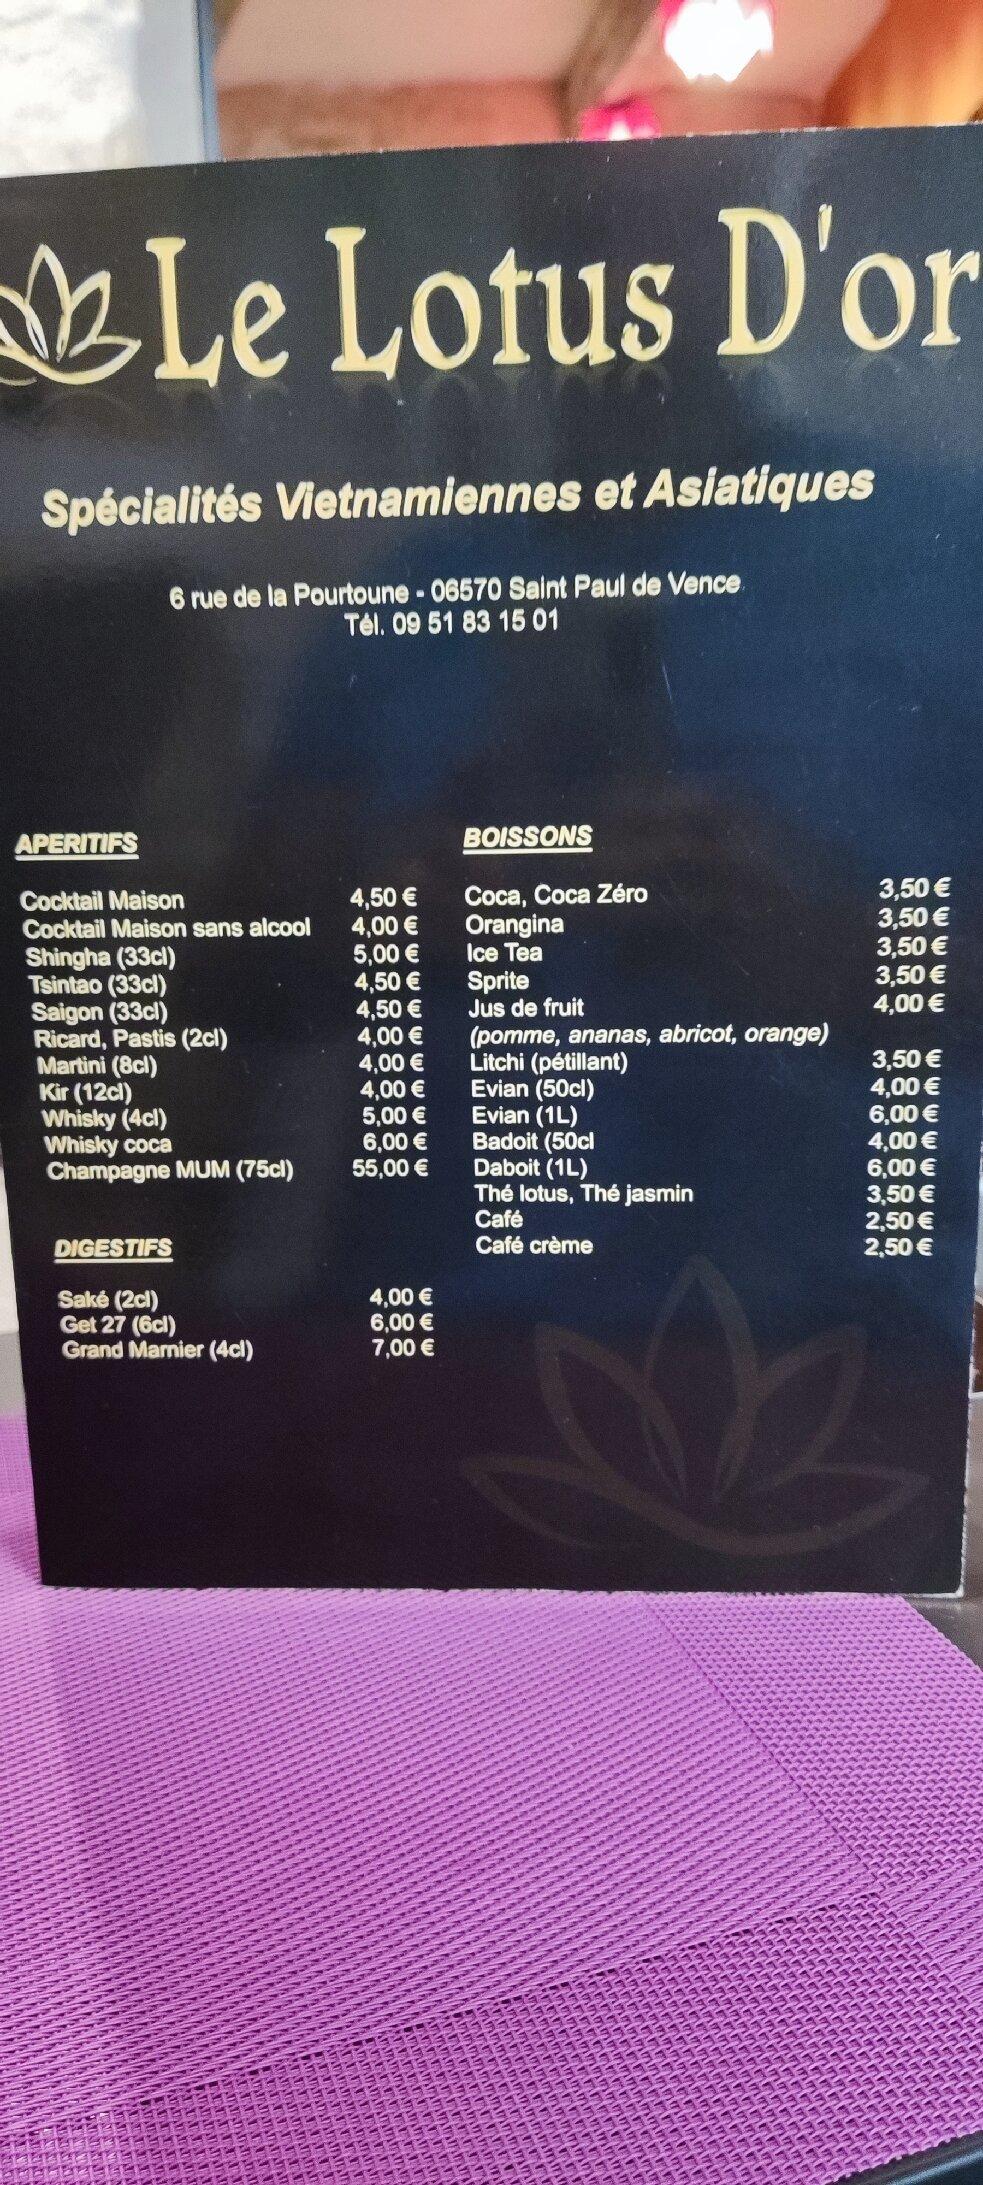 Le Lotus D'or
Spécialités Vietnamiennes et Asiatiques
6 rue de la Pourtoune - 06570 Saint Paul de Vence
Tél. 09 51 83 15 01
APERITIFS
Cocktail Maison 4,50 €
Cocktail Maison sans alcool 4,00 €
Shingha (33cl) 5,00 €
Tsintao (33cl) 4,50 €
Saigon (33cl) 4,50 €
Ricard, Pastis (2cl) 4,00 €
Martini (8cl) 4,00 €
Kir (12cl) 4,00 €
Whisky (4cl) 5,00 €
Whisky coca 6,00 €
Champagne MUM (75cl) 55,00 €
DIGESTIFS
Saké (2cl) 4,00 €
Get 27 (6cl) 6,00 €
Grand Marnier (4cl) 7,00 €
BOISSONS
Coca, Coca Zéro 3,50 €
Orangina 3,50 €
Ice Tea 3,50 €
Sprite 3,50 €
Jus de fruit 4,00 €
(pomme, ananas, abricot, orange)
Litchi (pétillant) 3,50 €
Evian (50cl) 4,00 €
Evian (1L) 6,00 €
Badoit (50cl 4,00 €
Daboit (1L) 6,00 €
Thé lotus, Thé jasmin 3,50 €
Café 2,50 €
Café crème 2,50 €